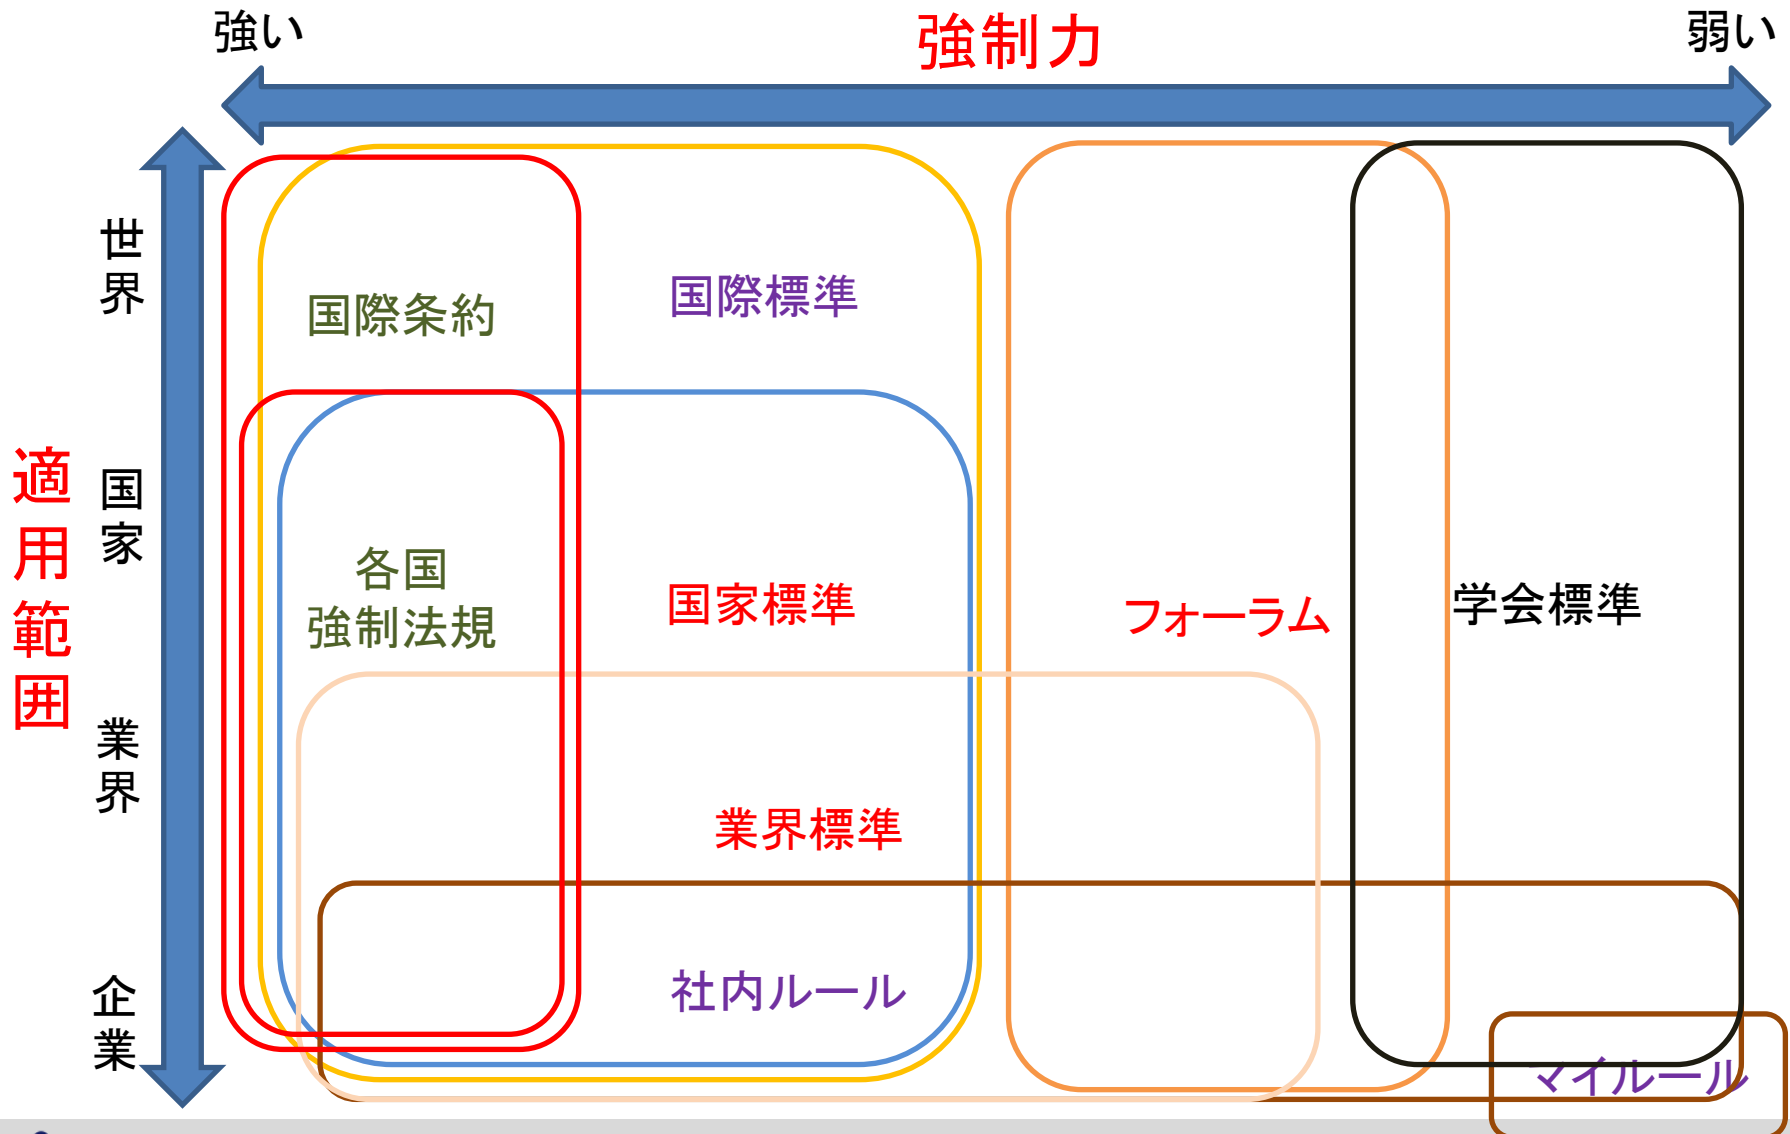 強い
強制力
弱い
世界
国際条約
国際標準
適用範囲
国家
各国
強制法規
国家標準
フォーラム
学会標準
業界
業界標準
企業
社内ルール
マイルール